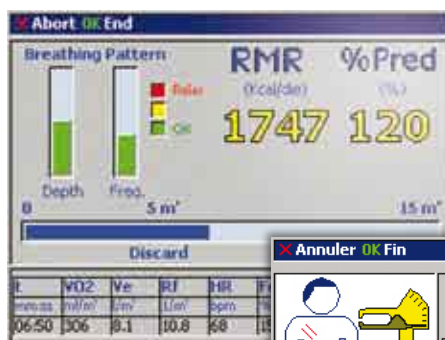 Abort OK End
Breathing Pattern
RMR
%Pred
(Kcal/die)
(%)
Relax
OK
1747
120
Depth
Freq.
0
5 m'
15 m'
Discard
Annuler OK Fin
t VO2 Ve Rf HR
mm:ss ml/m' l/m' 1/m' bpm
06:50 306 8.1 10.8 68